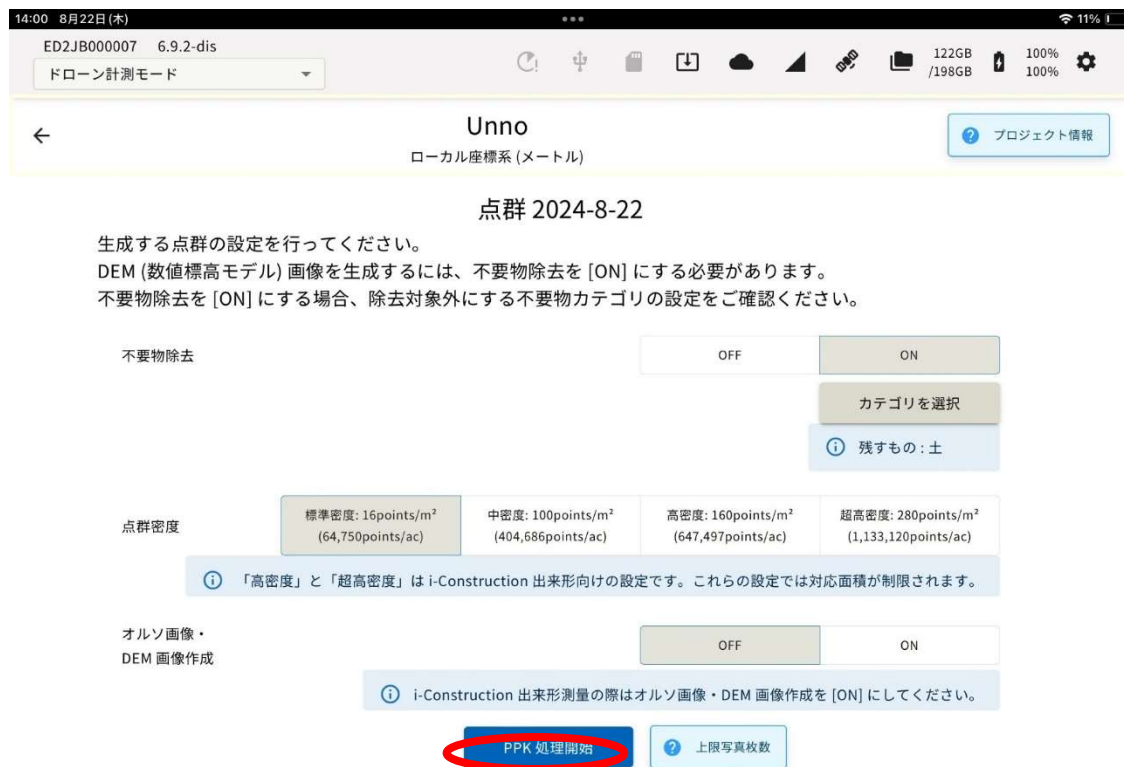 14:00 8月22日(木)
11%
ED2JB000007 6.9.2-dis
ドローン計測モード
122GB
/198GB
100%
100%
Unno
ローカル座標系 (メートル)
プロジェクト情報
点群 2024-8-22
生成する点群の設定を行ってください。
DEM (数値標高モデル) 画像を生成するには、不要物除去を [ON] にする必要があります。
不要物除去を [ON] にする場合、除去対象外にする不要物カテゴリの設定をご確認ください。
不要物除去
OFF
ON
カテゴリを選択
残すもの : 土
点群密度
標準密度: 16points/m²
(64,750points/ac)
中密度: 100points/m²
(404,686points/ac)
高密度: 160points/m²
(647,497points/ac)
超高密度: 280points/m²
(1,133,120points/ac)
「高密度」と「超高密度」は i-Construction 出来形向けの設定です。これらの設定では対応面積が制限されます。
オルソ画像・
DEM 画像作成
OFF
ON
i-Construction 出来形測量の際はオルソ画像・DEM 画像作成を [ON] にしてください。
PPK 処理開始
上限写真枚数